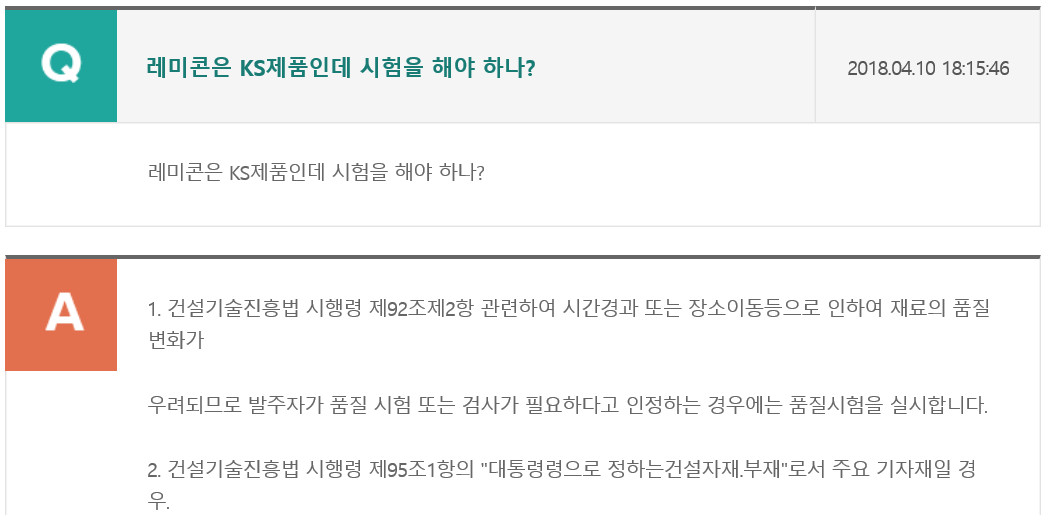 Q
레미콘은 KS제품인데 시험을 해야 하나?
2018.04.10 18:15:46
레미콘은 KS제품인데 시험을 해야 하나?
A
1. 건설기술진흥법 시행령 제92조제2항 관련하여 시간경과 또는 장소이동등으로 인하여 재료의 품질
변화가
우려되므로 발주자가 품질 시험 또는 검사가 필요하다고 인정하는 경우에는 품질시험을 실시합니다.
2. 건설기술진흥법 시행령 제95조1항의 "대통령령으로 정하는건설자재.부재"로서 주요 기자재일 경
우.